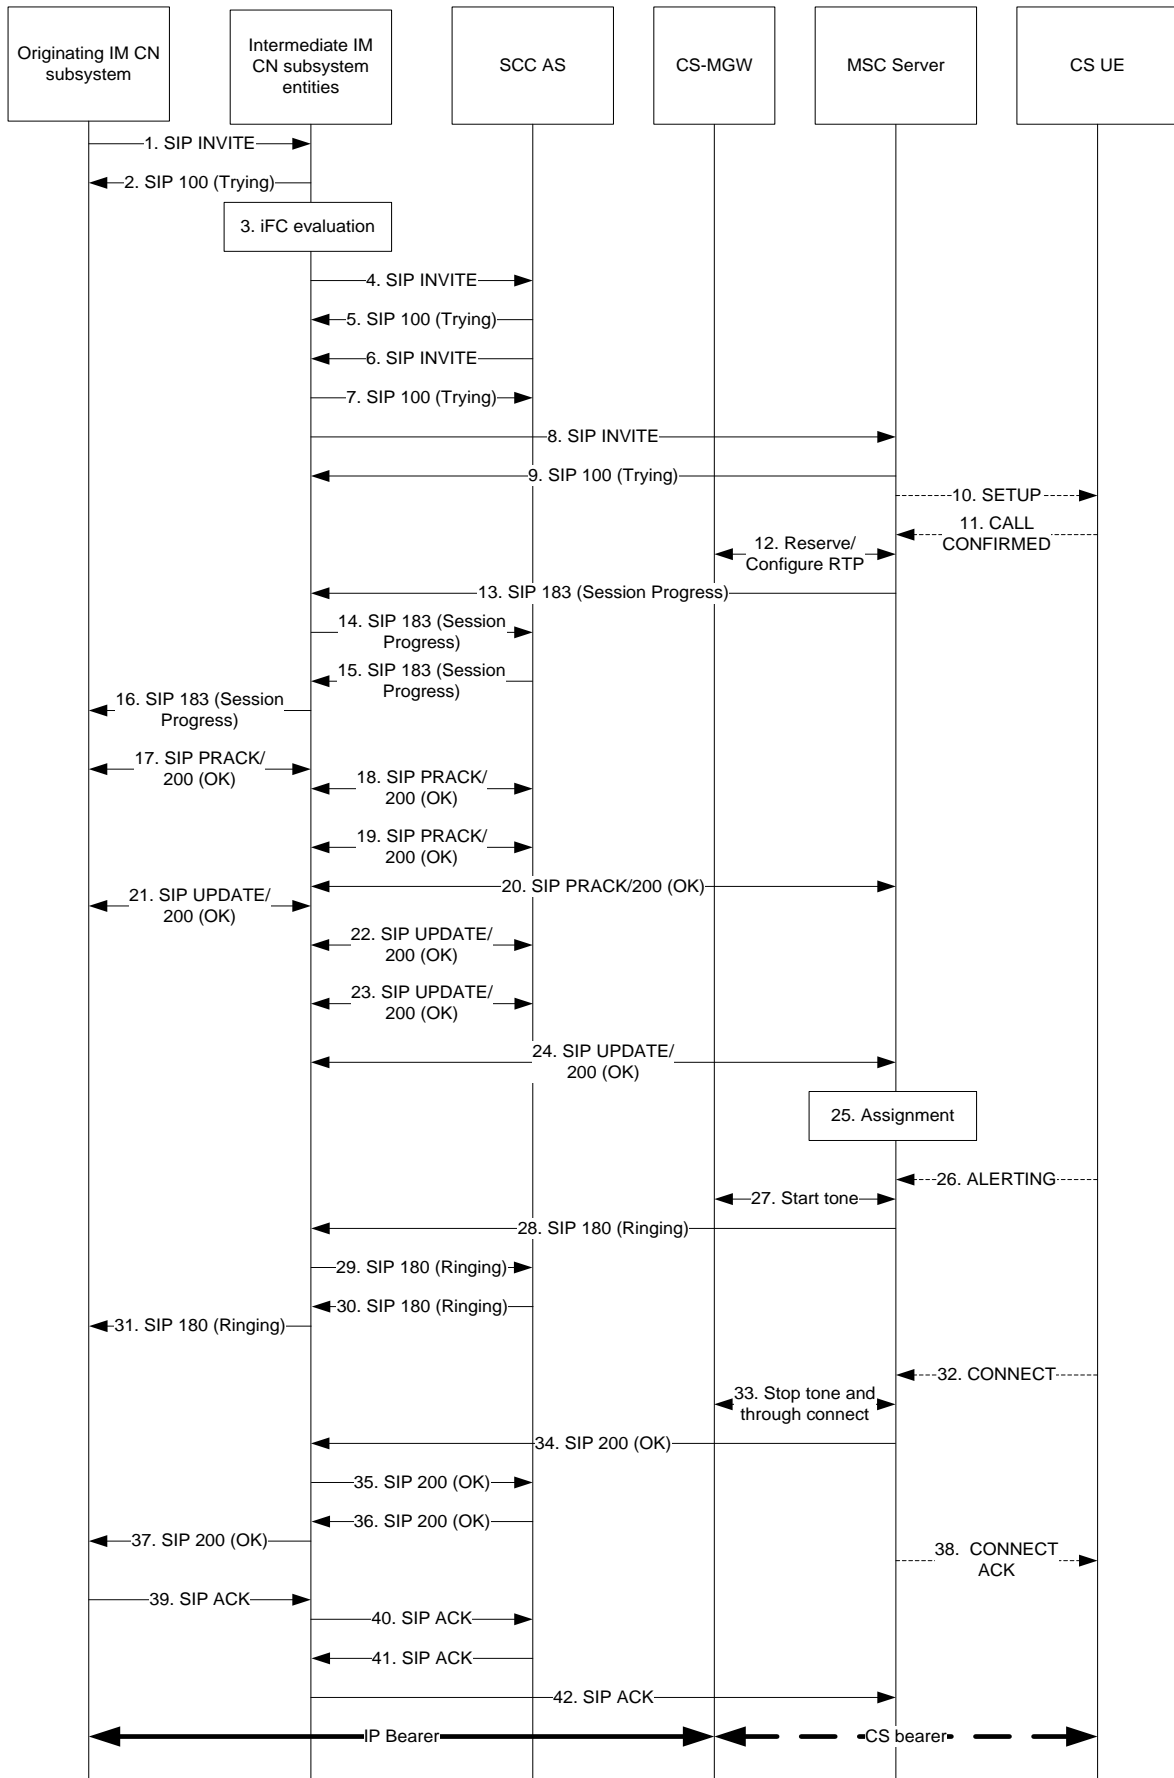 Originating IM CN
subsystem
Intermediate IM
CN subsystem
entities
SCC AS
CS-MGW
MSC Server
CS UE
1. SIP INVITE
2. SIP 100 (Trying)
3. iFC evaluation
4. SIP INVITE
5. SIP 100 (Trying)
6. SIP INVITE
7. SIP 100 (Trying)
8. SIP INVITE
9. SIP 100 (Trying)
10. SETUP
11. CALL
CONFIRMED
12. Reserve/
Configure RTP
13. SIP 183 (Session Progress)
14. SIP 183 (Session
Progress)
15. SIP 183 (Session
Progress)
16. SIP 183 (Session
Progress)
17. SIP PRACK/
200 (OK)
18. SIP PRACK/
200 (OK)
19. SIP PRACK/
200 (OK)
20. SIP PRACK/200 (OK)
21. SIP UPDATE/
200 (OK)
22. SIP UPDATE/
200 (OK)
23. SIP UPDATE/
200 (OK)
24. SIP UPDATE/
200 (OK)
25. Assignment
26. ALERTING
27. Start tone
28. SIP 180 (Ringing)
29. SIP 180 (Ringing)
30. SIP 180 (Ringing)
31. SIP 180 (Ringing)
32. CONNECT
33. Stop tone and
through connect
34. SIP 200 (OK)
35. SIP 200 (OK)
36. SIP 200 (OK)
37. SIP 200 (OK)
38. CONNECT
ACK
39. SIP ACK
40. SIP ACK
41. SIP ACK
42. SIP ACK
IP Bearer
CS bearer